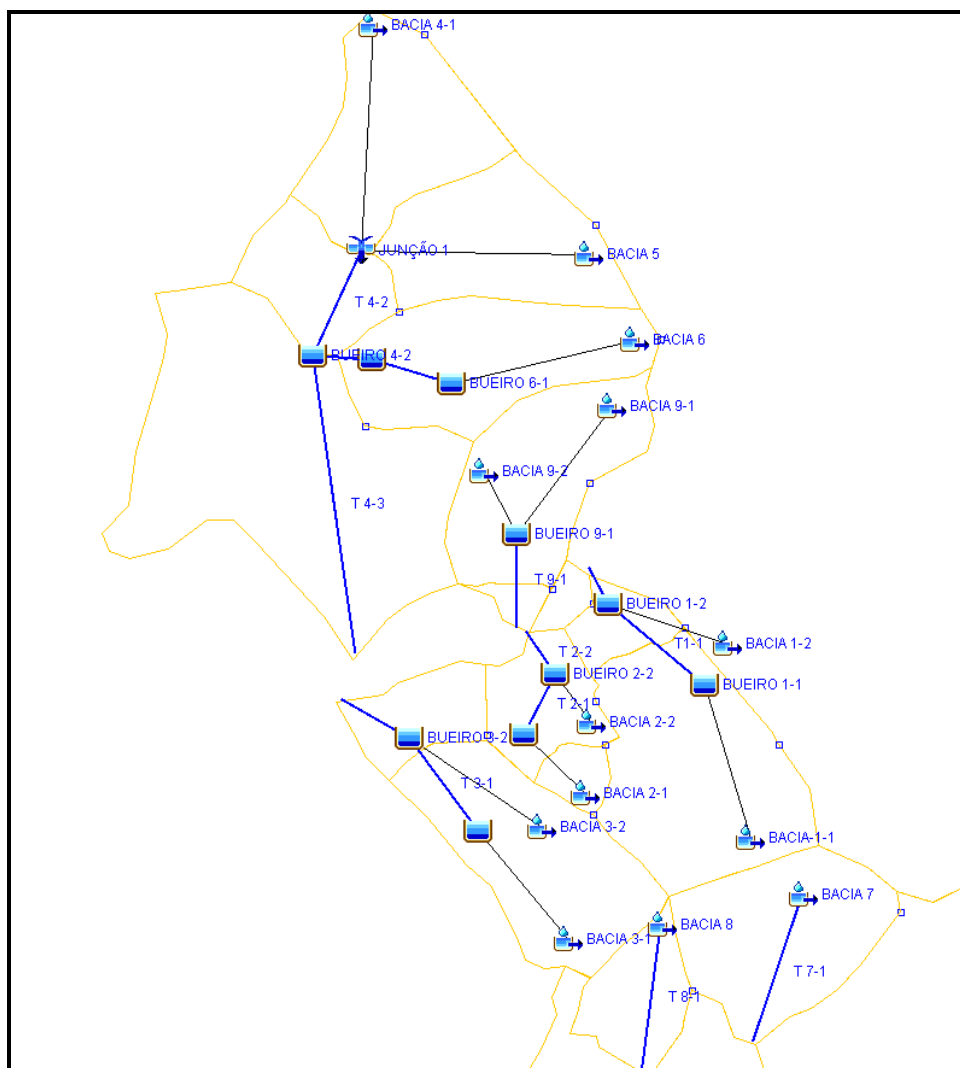 BACIA 4-1
JUNÇÃO 1
BACIA 5
T 4-2
BACIA 6
BUEIRO 4-2
BUEIRO 6-1
BACIA 9-1
BACIA 9-2
T 4-3
BUEIRO 9-1
T 9-1
BUEIRO 1-2
T1-1
BACIA 1-2
T 2-2
BUEIRO 2-2
BUEIRO 1-1
T 2-1
BACIA 2-2
BUEIRO 3-2
T 3-1
BACIA 2-1
BACIA 3-2
BACIA-1-1
BACIA 7
BACIA 8
BACIA 3-1
T 7-1
T 8-1